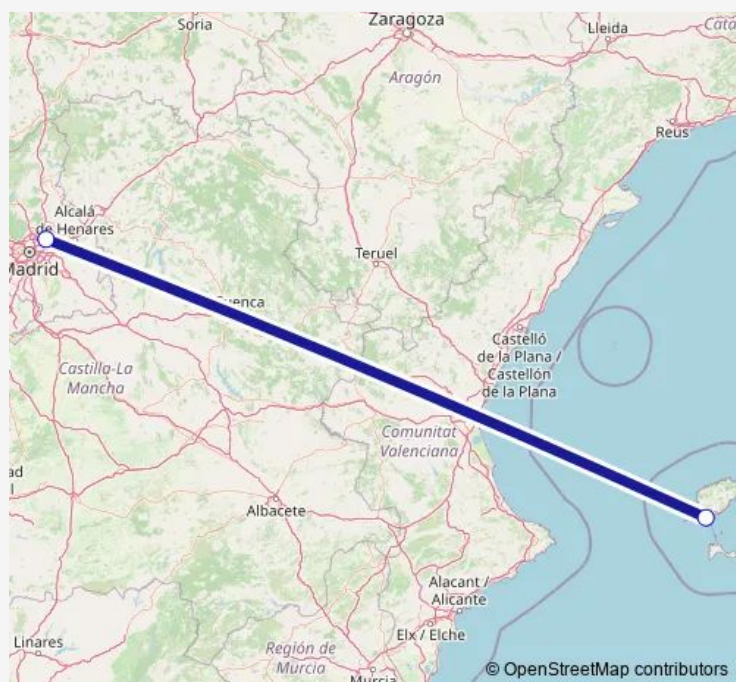 Soria
Zaragoza
Lleida
Cata
Aragón
Reus
Alcalá
de Henares
Madrid
Teruel
Cuenca
Castelló
de la Plana /
Castellón
de la Plana
Castilla-La
Mancha
Comunitat
Valenciana
ad
l
Albacete
Alacant /
Alicante
Elx / Elche
Linares
Región de
Murcia
Murcia
© OpenStreetMap contributors